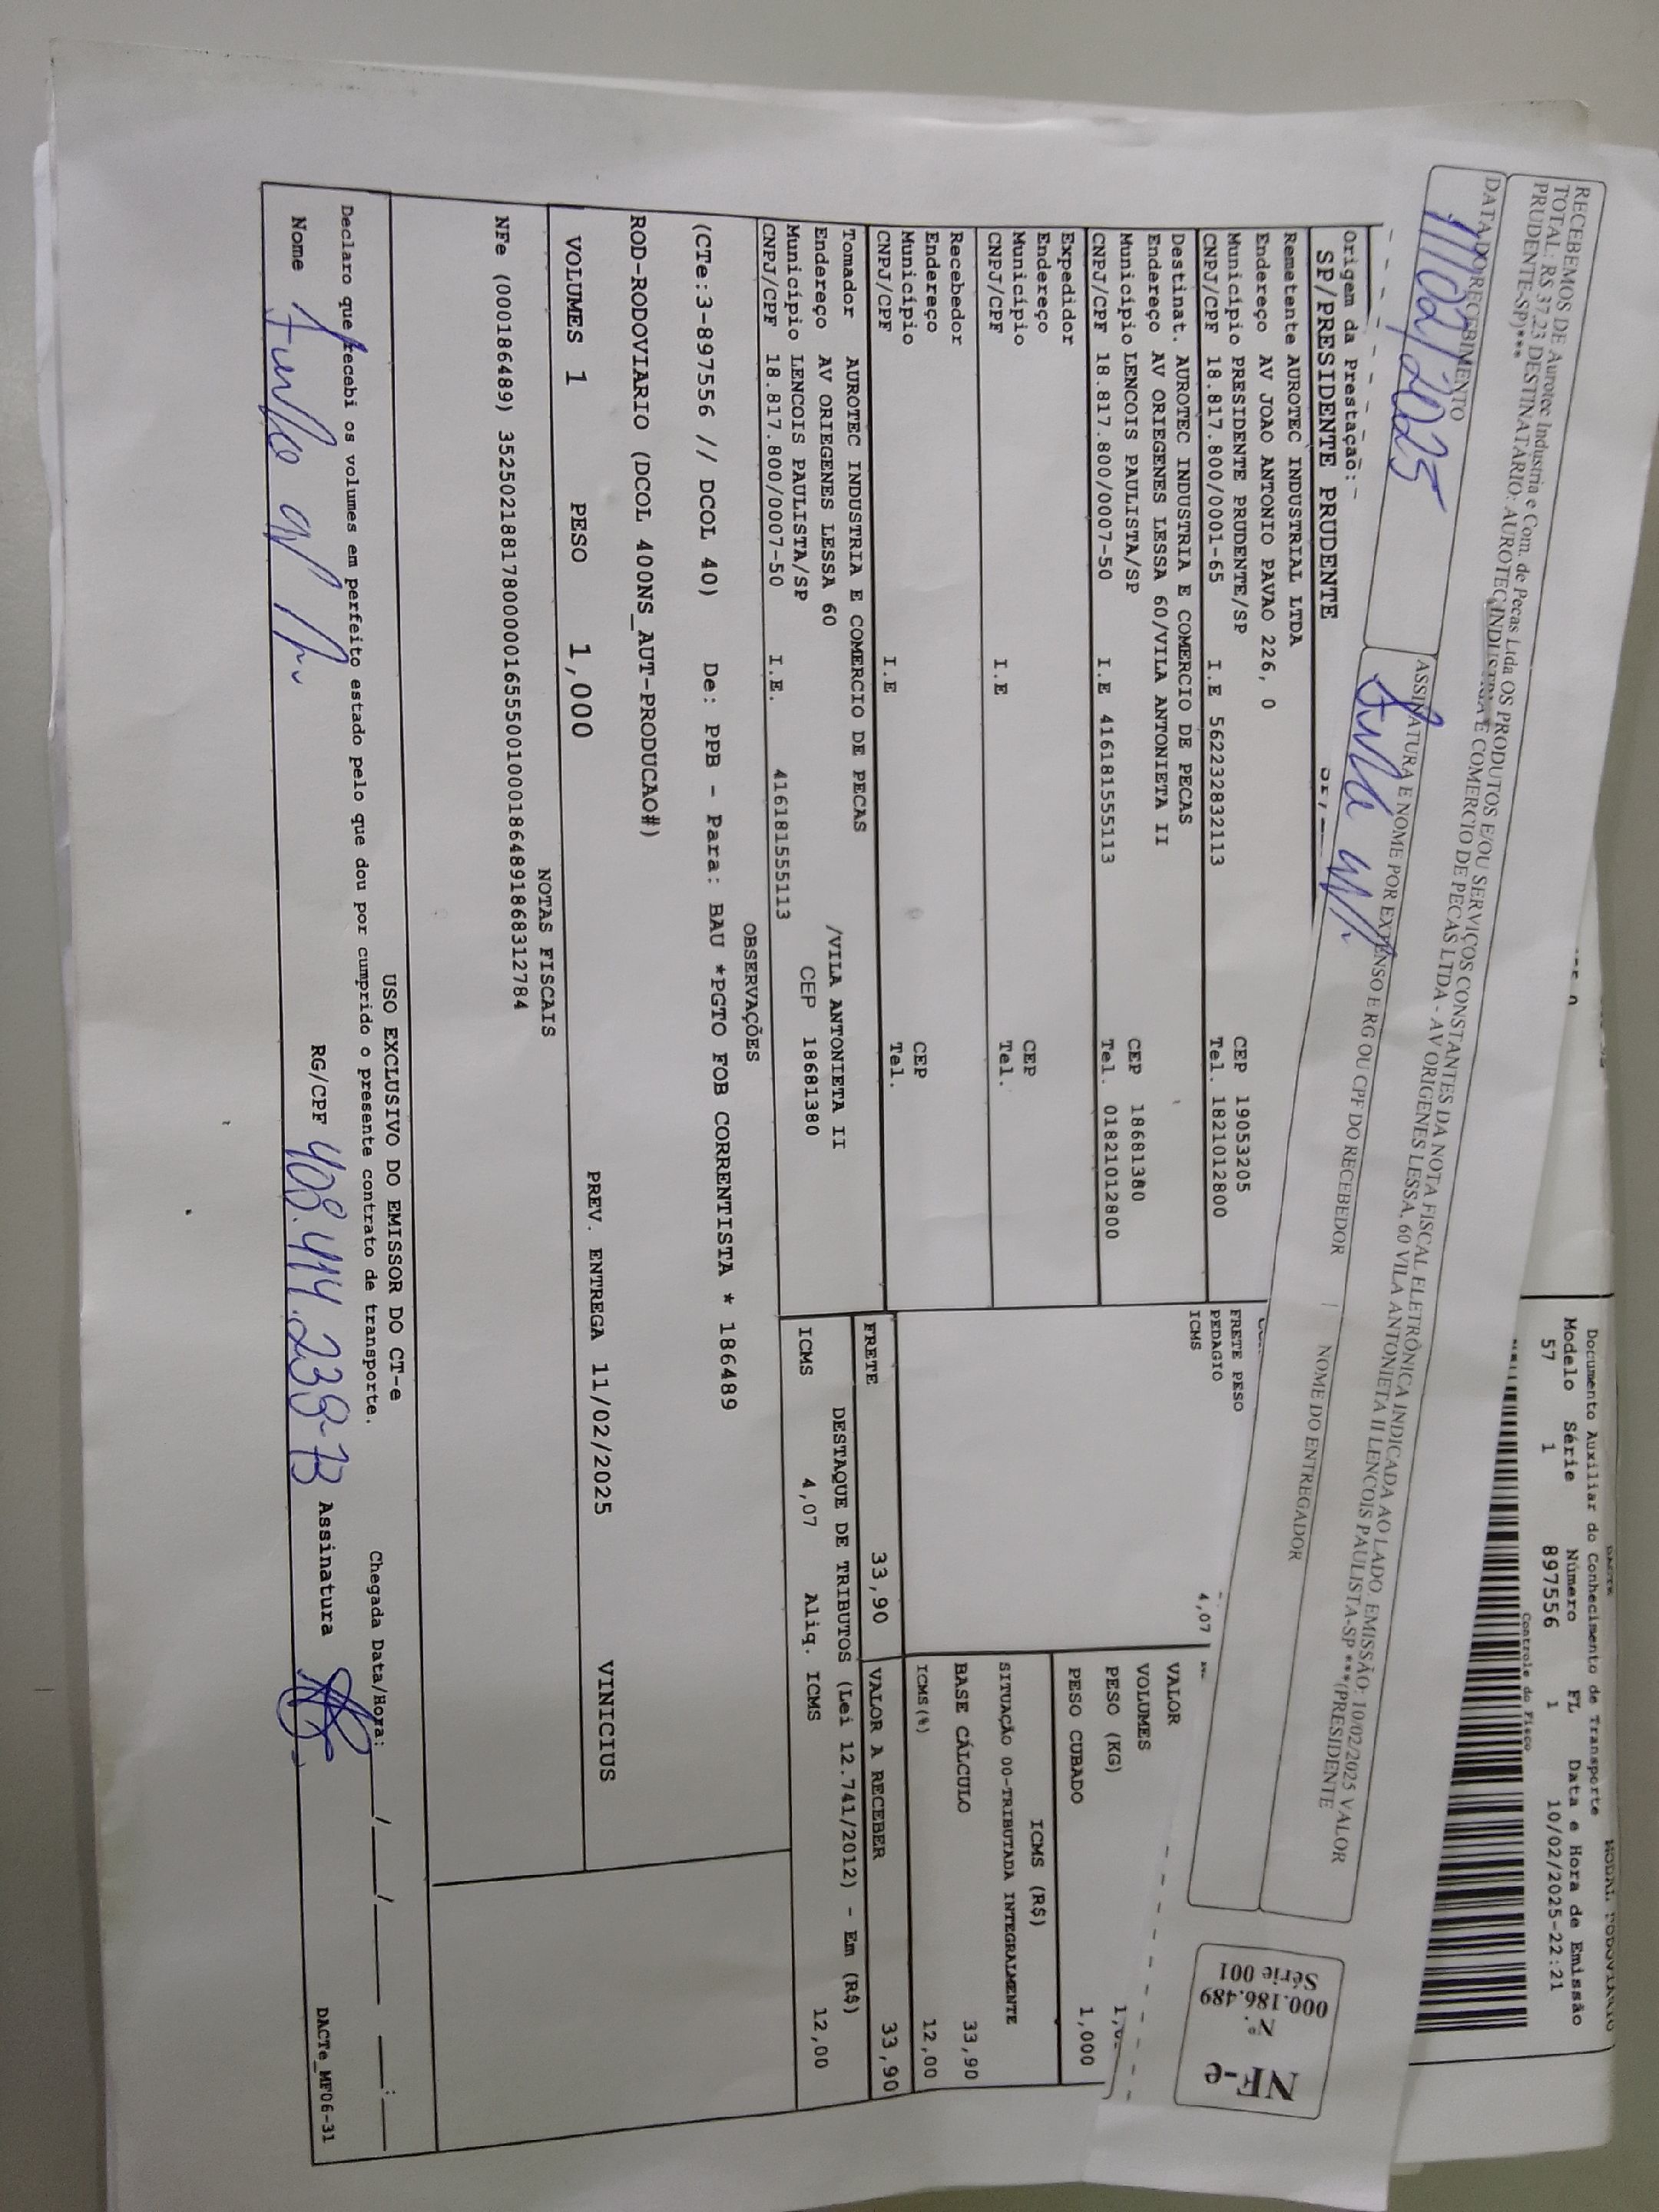 RECEBEMOS DE Aurotec Industria e Com. de Pecas Ltda OS PRODUTOS E/OU SERVIÇOS CONSTANTES DA NOTA FISCAL ELETRÔNICA INDICADA AO LADO. EMISSÃO: 10/02/2025 VALOR
TOTAL: R$ 37,23 DESTINATÁRIO: AUROTEC INDUSTRIA E COMERCIO DE PECAS LTDA - AV ORIGENES LESSA, 60 VILA ANTONIETA II LENCOIS PAULISTA-SP ***(PRESIDENTE
PRUDENTE-SP)***
DATA DO RECEBIMENTO
11/02/2025
ASSINATURA E NOME POR EXTENSO E RG OU CPF DO RECEBEDOR
NOME DO ENTREGADOR
NF-e
N.º
000.186.489
Série 001
Documento Auxiliar do Conhecimento de Transporte
Modelo Série Número FL Data e Hora de Emissão
57 1 897556 1 10/02/2025-22:21
Controle do Fisco
Origem da Prestação:
SP/PRESIDENTE PRUDENTE
Remetente AUROTEC INDUSTRIAL LTDA
Endereço AV JOAO ANTONIO PAVAO 226, 0
Município PRESIDENTE PRUDENTE/SP CEP 19053205
CNPJ/CPF 18.817.800/0001-65 I.E 562232832113 Tel. 1821012800
Destinat. AUROTEC INDUSTRIA E COMERCIO DE PECAS
Endereço AV ORIEGENES LESSA 60/VILA ANTONIETA II
Município LENCOIS PAULISTA/SP CEP 18681380
CNPJ/CPF 18.817.800/0007-50 I.E 416181555113 Tel. 01821012800
Expedidor
Endereço
Município CEP
CNPJ/CPF I.E Tel.
Recebedor
Endereço
Município CEP
CNPJ/CPF I.E Tel.
Tomador AUROTEC INDUSTRIA E COMERCIO DE PECAS
Endereço AV ORIEGENES LESSA 60 /VILA ANTONIETA II
Município LENCOIS PAULISTA/SP CEP 18681380
CNPJ/CPF 18.817.800/0007-50 I.E. 416181555113
FRETE PESO
PEDAGIO
ICMS 4,07
VALOR
VOLUMES
PESO (KG)
PESO CUBADO 1,000
ICMS (R$)
SITUAÇÃO 00-TRIBUTADA INTEGRALMENTE
BASE CÁLCULO 33,90
ICMS(%) 12,00
FRETE 33,90 VALOR A RECEBER 33,90
DESTAQUE DE TRIBUTOS (Lei 12.741/2012) - Em (R$)
ICMS 4,07 Aliq. ICMS 12,00
OBSERVAÇÕES
(CTe:3-897556 // DCOL 40) De: PPB - Para: BAU *PGTO FOB CORRENTISTA * 186489
ROD-RODOVIARIO (DCOL 400NS_AUT-PRODUCAO#)
VOLUMES 1 PESO 1,000 PREV. ENTREGA 11/02/2025 VINICIUS
NOTAS FISCAIS
NFe (000186489) 35250218817800000165550010001864891868312784
USO EXCLUSIVO DO EMISSOR DO CT-e
Declaro que recebi os volumes em perfeito estado pelo que dou por cumprido o presente contrato de transporte. Chegada Data/Hora: ___/___/___ __:__
Nome RG/CPF 408.414.238-73 Assinatura
DACTe_MF06-31